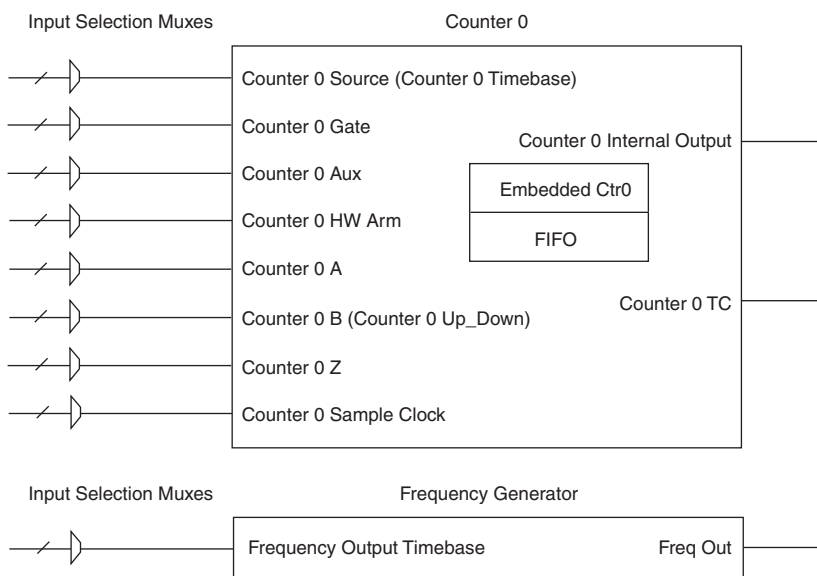 Input Selection Muxes
Counter 0
Counter 0 Source (Counter 0 Timebase)
Counter 0 Gate
Counter 0 Internal Output
Counter 0 Aux
Embedded Ctr0
Counter 0 HW Arm
FIFO
Counter 0 A
Counter 0 TC
Counter 0 B (Counter 0 Up_Down)
Counter 0 Z
Counter 0 Sample Clock
Input Selection Muxes
Frequency Generator
Frequency Output Timebase
Freq Out